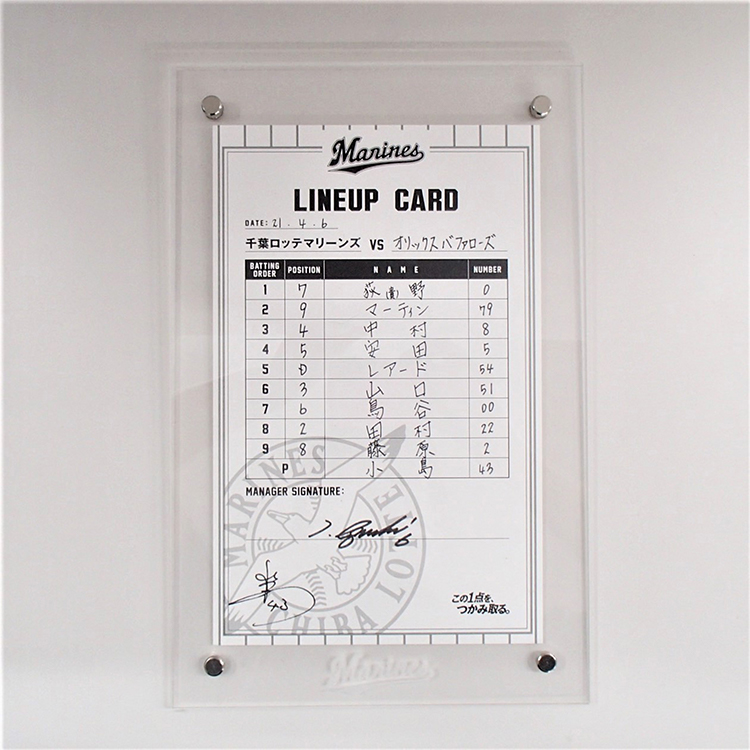 Marines
LINEUP CARD
DATE: 21.4.6
千葉ロッテマリーンズ VS オリックスバファローズ
BATTING ORDER POSITION NAME NUMBER
1 7 荻(貴)野 0
2 9 マーティン 79
3 4 中村 8
4 5 安田 5
5 D レアード 54
6 3 山口 51
7 6 鳥谷 00
8 2 田村 22
9 8 藤原 2
P 小島 43
MANAGER SIGNATURE:
MARINES
CHIBA LOTTE
43
この1点を、
つかみ取る。
Marines